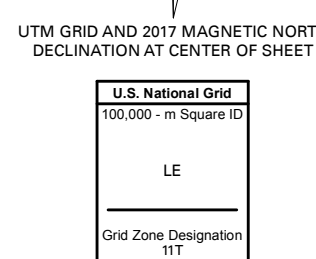 UTM GRID AND 2017 MAGNETIC NORT
DECLINATION AT CENTER OF SHEET
U.S. National Grid
100,000 - m Square ID
LE
Grid Zone Designation
11T